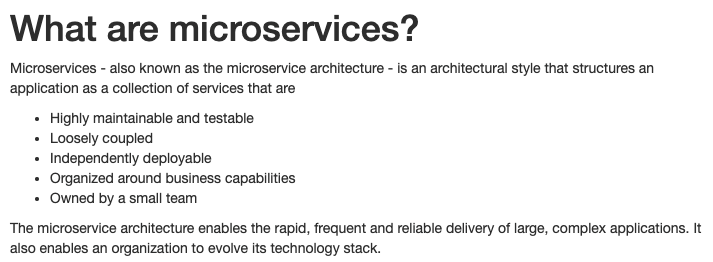 What are microservices?
Microservices - also known as the microservice architecture - is an architectural style that structures an
application as a collection of services that are
• Highly maintainable and testable
• Loosely coupled
• Independently deployable
• Organized around business capabilities
• Owned by a small team
The microservice architecture enables the rapid, frequent and reliable delivery of large, complex applications. It
also enables an organization to evolve its technology stack.